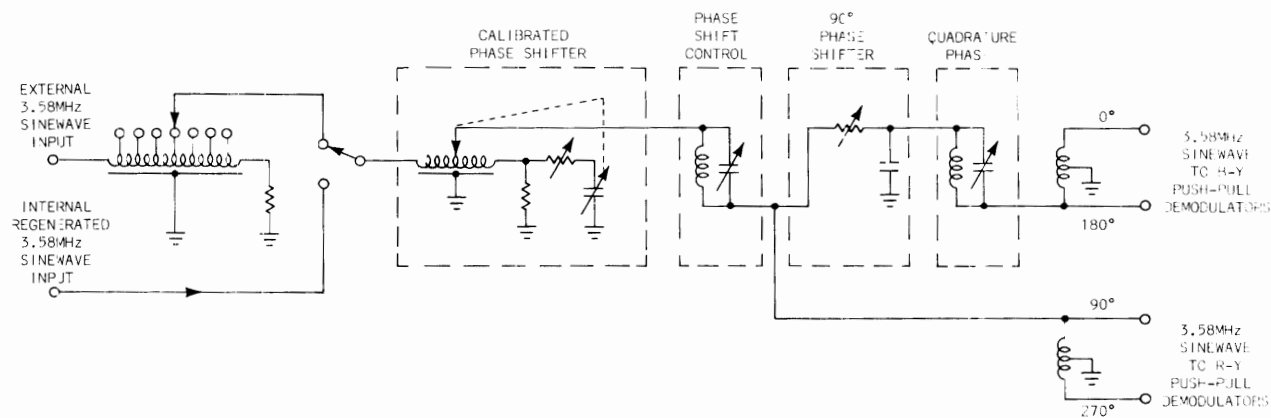 EXTERNAL
3.58MHz
SINEWAVE
INPUT
INTERNAL
REGENERATED
3.58MHz
SINEWAVE
INPUT
CALIBRATED
PHASE SHIFTER
PHASE
SHIFT
CONTROL
90°
PHASE
SHIFTER
QUADRATURE
PHAS
0°
180°
3.58MHz
SINEWAVE
TO R-Y
PUSH-PULL
DEMODULATORS
90°
270°
3.58MHz
SINEWAVE
TO R-Y
PUSH-PULL
DEMODULATORS